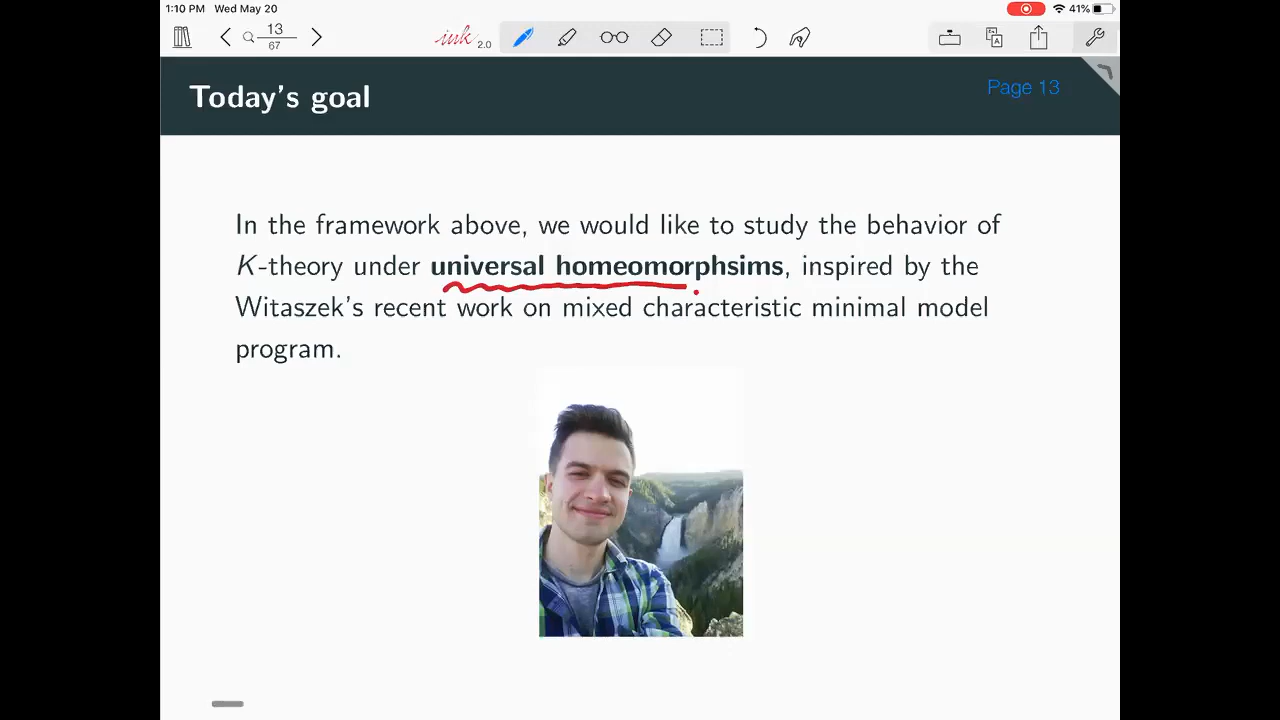 1:10 PM Wed May 20
41%
13
67
ink 2.0
Today's goal
Page 13
In the framework above, we would like to study the behavior of
K-theory under universal homeomorphsims, inspired by the
Witaszek's recent work on mixed characteristic minimal model
program.